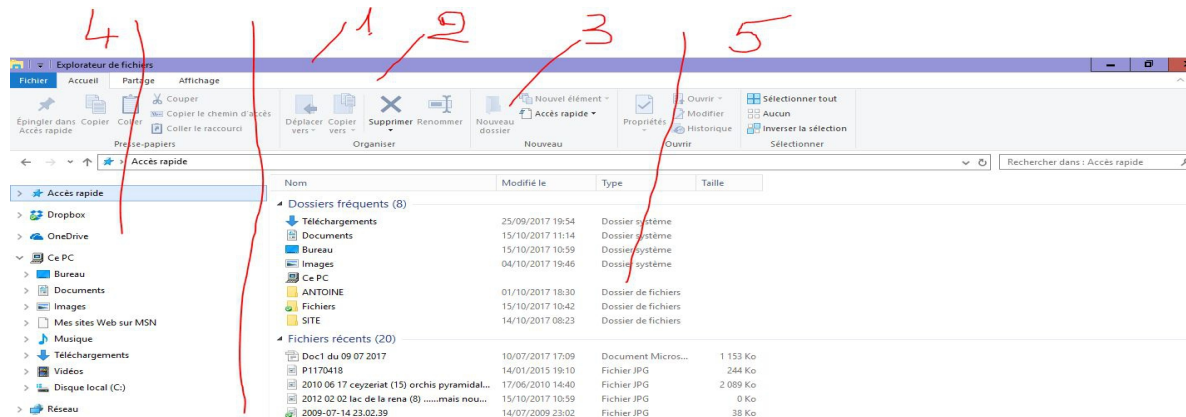 4 1 2 3 5
Explorateur de fichiers
Fichier Accueil Partage Affichage
Épingler dans Accès rapide
Copier
Coller
Couper
Copier le chemin d'accès
Coller le raccourci
Déplacer vers
Copier vers
Supprimer
Renommer
Nouveau dossier
Nouvel élément
Accès rapide
Propriétés
Ouvrir
Modifier
Historique
Sélectionner tout
Aucun
Inverser la sélection
Presse-papiers Organiser Nouveau Ouvrir Sélectionner
Accès rapide Rechercher dans : Accès rapide
Accès rapide
Dropbox
OneDrive
Ce PC
Bureau
Documents
Images
Mes sites Web sur MSN
Musique
Téléchargements
Vidéos
Disque local (C:)
Réseau
Nom Modifié le Type Taille
Dossiers fréquents (8)
Téléchargements 25/09/2017 19:54 Dossier système
Documents 15/10/2017 11:14 Dossier système
Bureau 15/10/2017 10:59 Dossier système
Images 04/10/2017 19:46 Dossier système
Ce PC
ANTOINE 01/10/2017 18:30 Dossier de fichiers
Fichiers 15/10/2017 10:42 Dossier de fichiers
SITE 14/10/2017 08:23 Dossier de fichiers
Fichiers récents (20)
Doc1 du 09 07 2017 10/07/2017 17:09 Document Micros... 1 153 Ko
P1170418 14/01/2015 19:10 Fichier JPG 244 Ko
2010 06 17 ceyzeriat (15) orchis pyramidal... 17/06/2010 14:40 Fichier JPG 2 089 Ko
2012 02 02 lac de la rena (8) ......mais nou... 15/10/2017 10:59 Fichier JPG 0 Ko
2009-07-14 23.02.39 14/07/2009 23:02 Fichier JPG 38 Ko